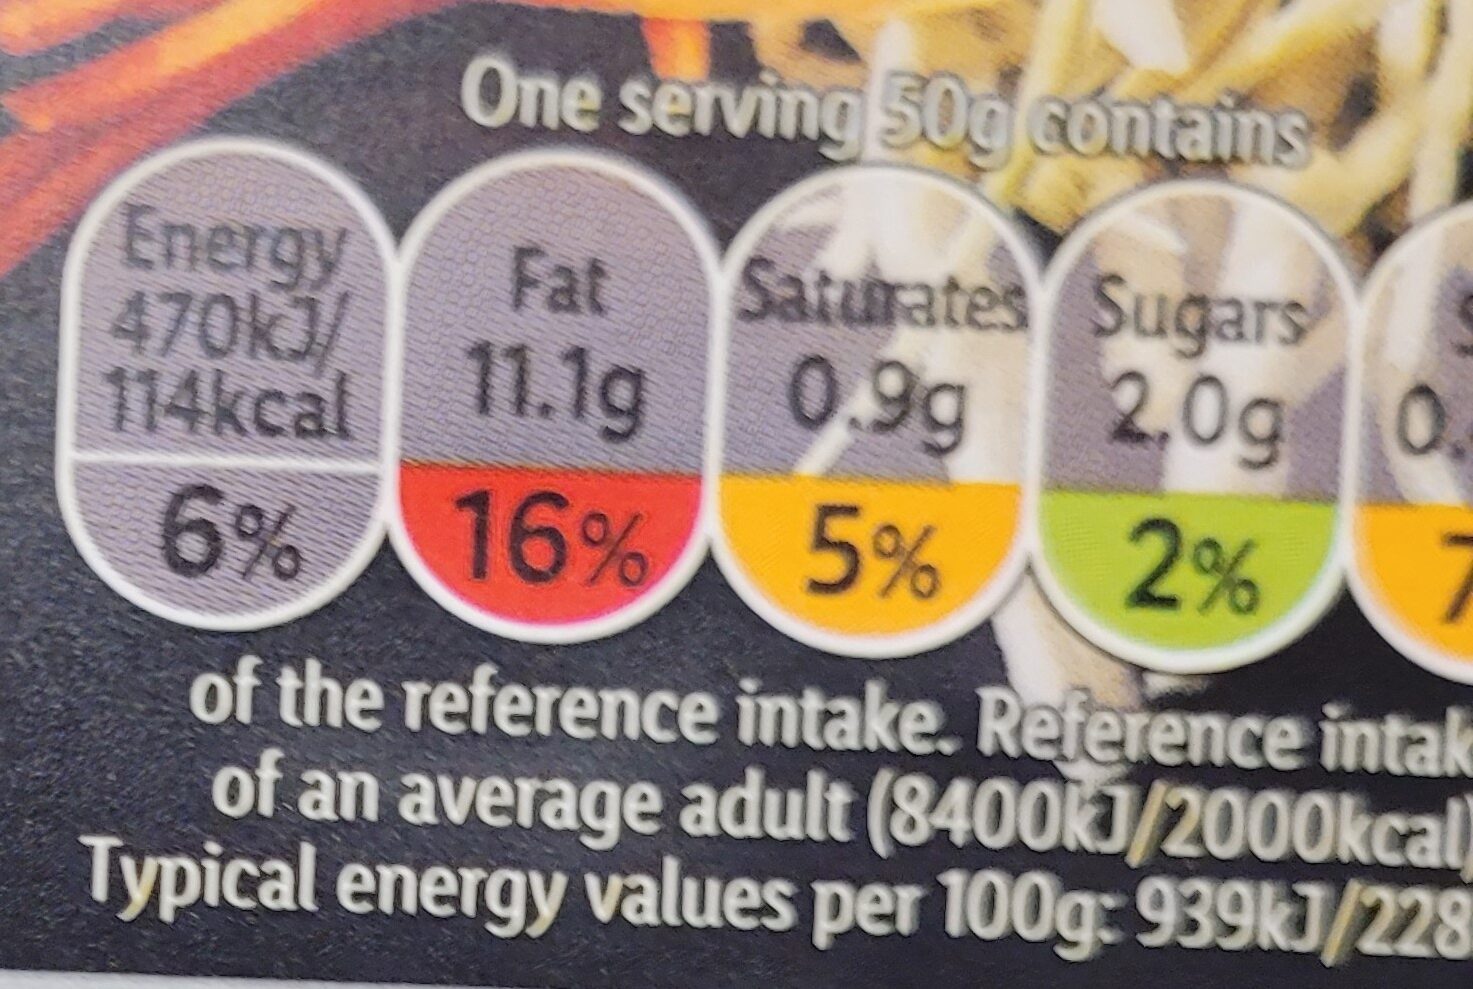 One serving 50g contains
Energy
470kJ/
114kcal
6%
Fat
11.1g
16%
Saturates
0.9g
5%
Sugars
2.0g
2%
S
0.
7
of the reference intake. Reference intak
of an average adult (8400kJ/2000kcal)
Typical energy values per 100g: 939kJ/228